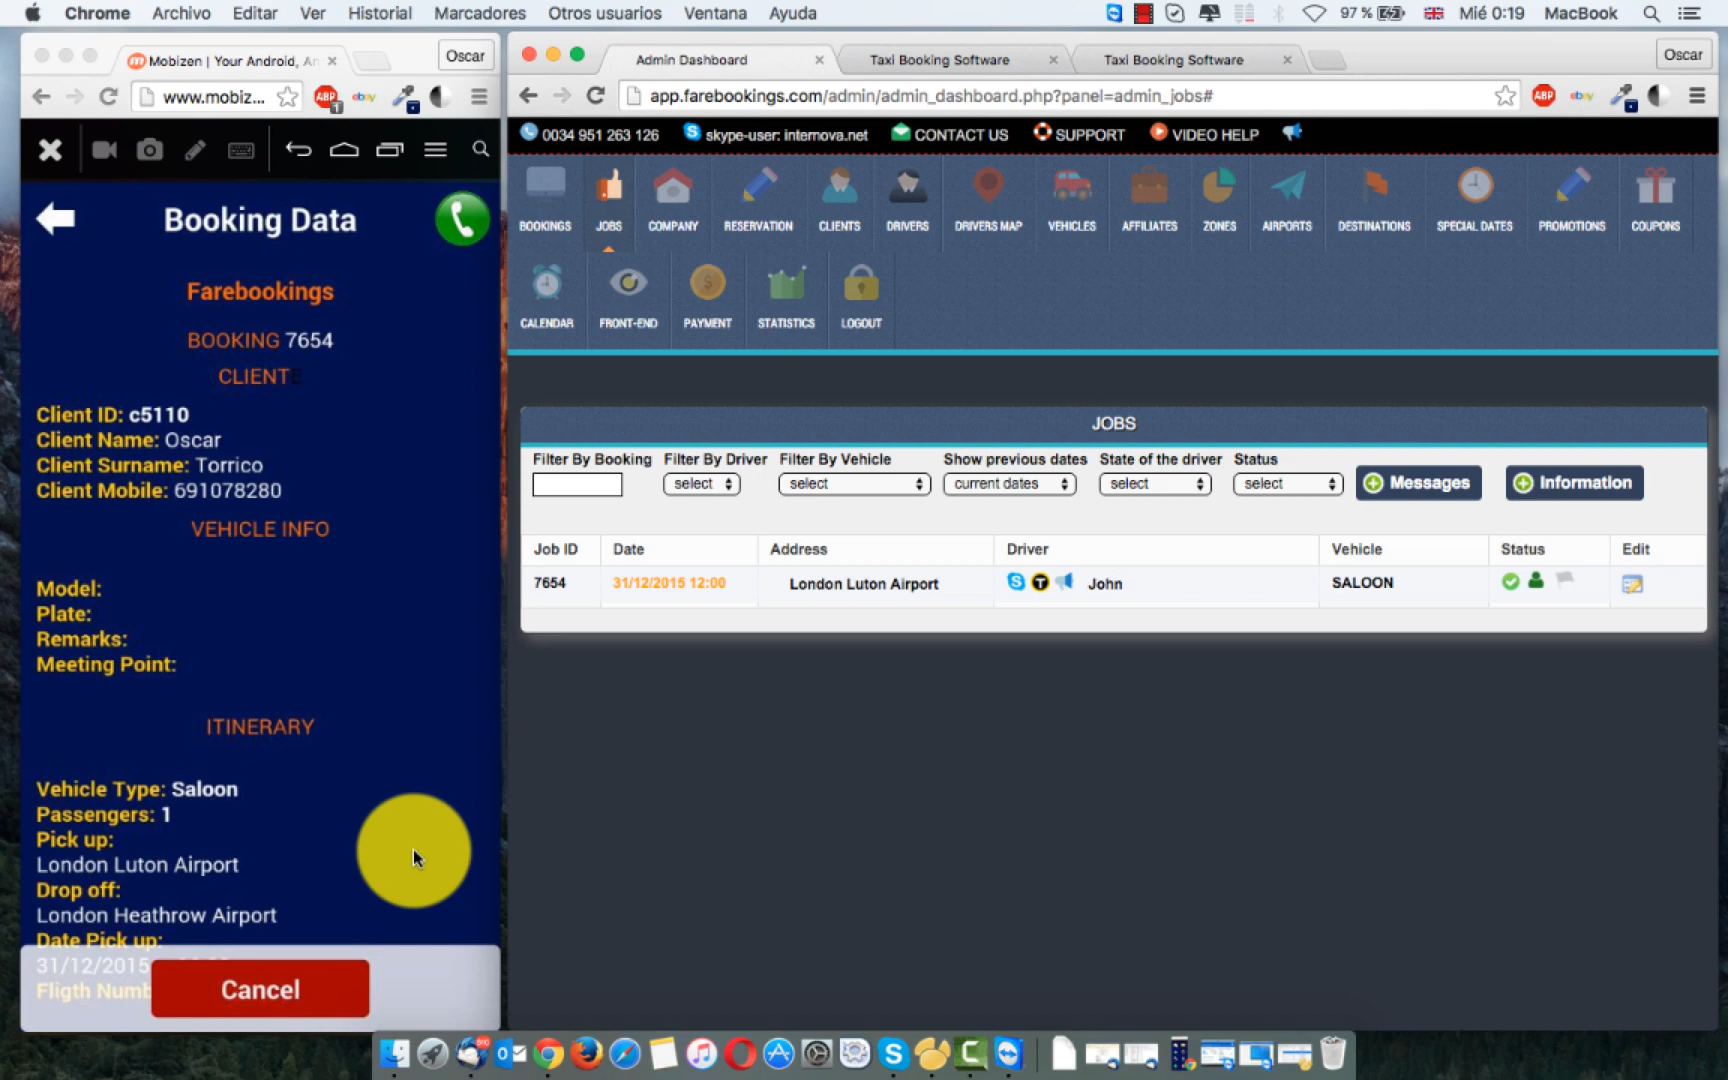 Chrome Archivo Editar Ver Historial Marcadores Otros usuarios Ventana Ayuda 97 % Mié 0:19 MacBook
Mobizen | Your Android, An
Oscar
www.mobiz...
ABP
1
ebay
Booking Data
Farebookings
BOOKING 7654
CLIENTE
Client ID: c5110
Client Name: Oscar
Client Surname: Torrico
Client Mobile: 691078280
VEHICLE INFO
Model:
Plate:
Remarks:
Meeting Point:
ITINERARY
Vehicle Type: Saloon
Passengers: 1
Pick up:
London Luton Airport
Drop off:
London Heathrow Airport
Date Pick up:
31/12/2015
Fligth Numb
Cancel
Admin Dashboard
Taxi Booking Software
Taxi Booking Software
Oscar
app.farebookings.com/admin/admin_dashboard.php?panel=admin_jobs#
ABP
ebay
0034 951 263 126 skype-user: internova.net CONTACT US SUPPORT VIDEO HELP
BOOKINGS JOBS COMPANY RESERVATION CLIENTS DRIVERS DRIVERS MAP VEHICLES AFFILIATES ZONES AIRPORTS DESTINATIONS SPECIAL DATES PROMOTIONS COUPONS
CALENDAR FRONT-END PAYMENT STATISTICS LOGOUT
JOBS
Filter By Booking Filter By Driver Filter By Vehicle Show previous dates State of the driver Status
select select current dates select select Messages Information
Job ID Date Address Driver Vehicle Status Edit
7654 31/12/2015 12:00 London Luton Airport John SALOON